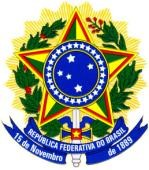 REPÚBLICA FEDERATIVA DO BRASIL
15 de Novembro de 1889